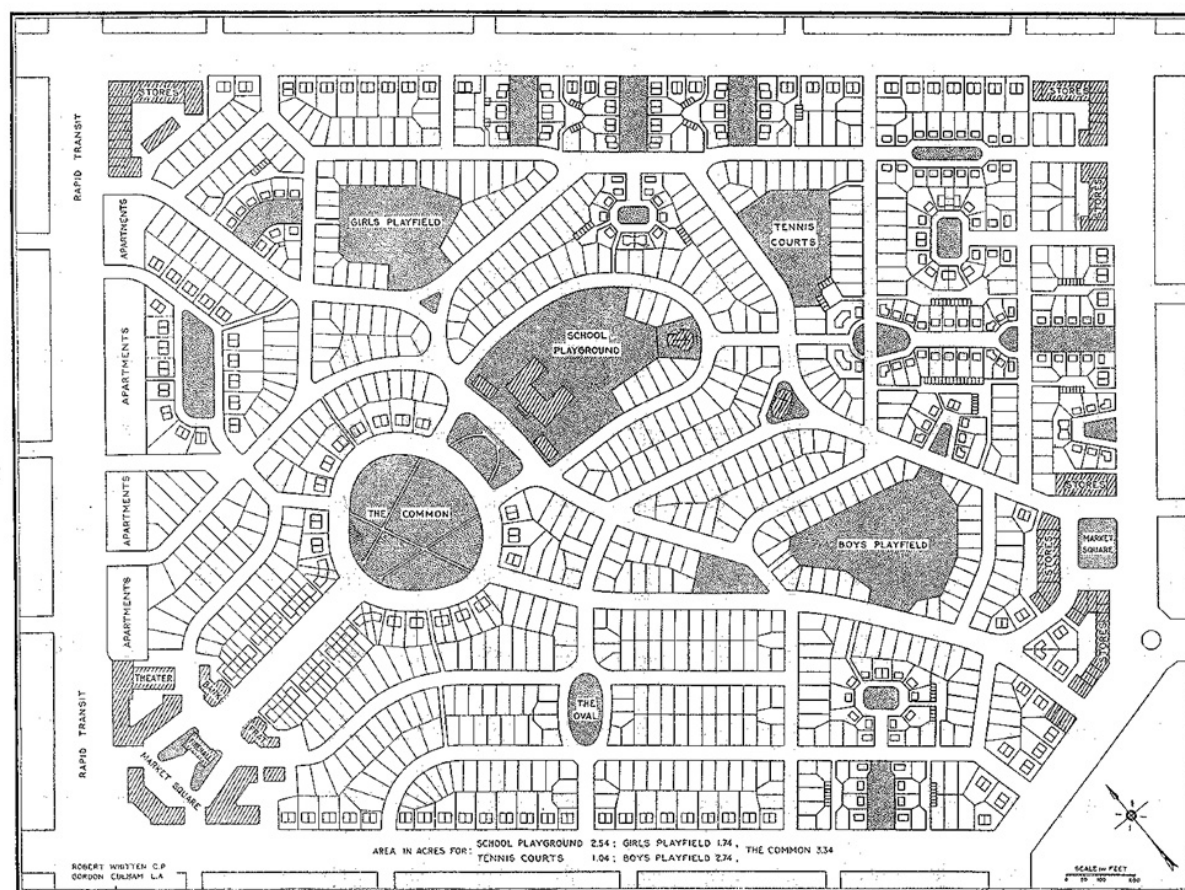 STORES
STORES
RAPID TRANSIT
APARTMENTS
GIRLS PLAYFIELD
TENNIS
COURTS
STORES
APARTMENTS
SCHOOL
PLAYGROUND
APARTMENTS
THE COMMON
STORES
BOYS PLAYFIELD
STORES
MARKET
SQUARE
APARTMENTS
STORES
THEATER
BANK
THE
OVAL
RAPID TRANSIT
MARKET SQUARE
AREA IN ACRES FOR: SCHOOL PLAYGROUND 2.54; GIRLS PLAYFIELD 1.74, THE COMMON 3.34
TENNIS COURTS 1.04; BOYS PLAYFIELD 2.74,
ROBERT WHITTEN C.P
GORDON CULHAM L.A
SCALE IN FEET